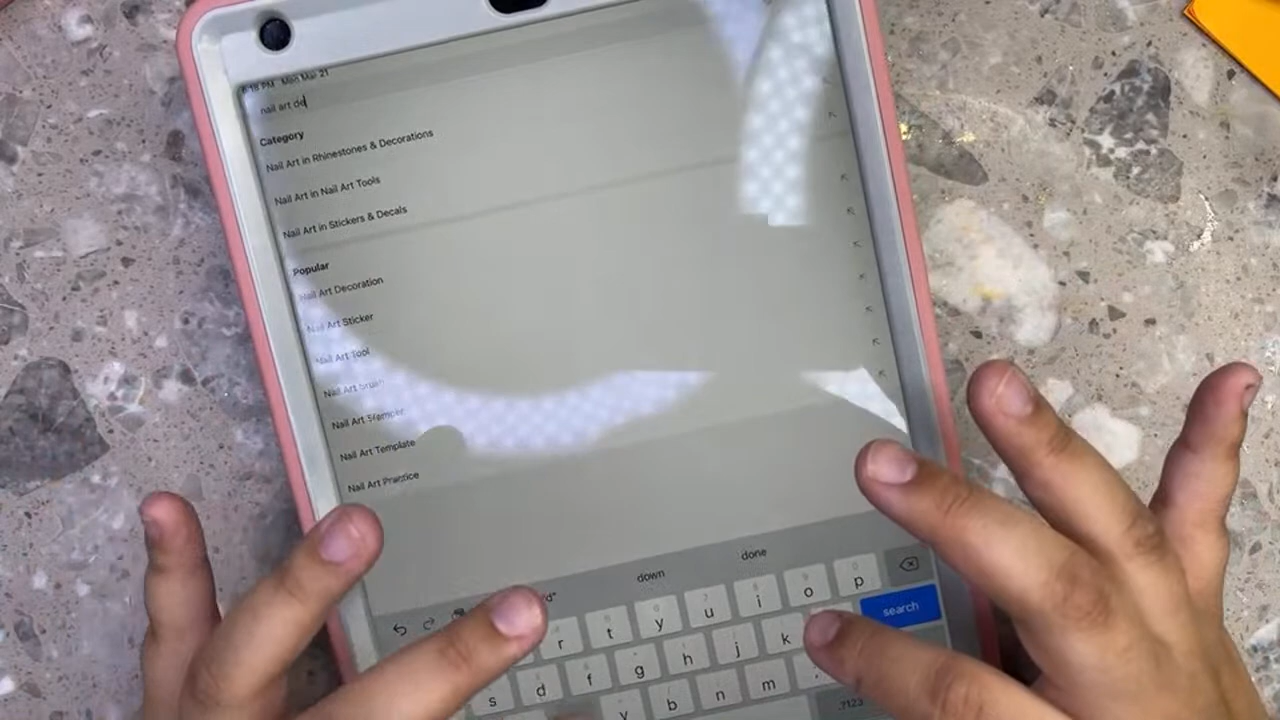 6:18 PM Mon Mar 21
nail art de
Category
Nail Art in Rhinestones & Decorations
Nail Art in Nail Art Tools
Nail Art in Stickers & Decals
Popular
Nail Art Decoration
Nail Art Sticker
Nail Art Tool
Nail Art brush
Nail Art Stamper
Nail Art Template
Nail Art Practice
down done
r t y u i o p
s d f g h j k search
v b n m .?123